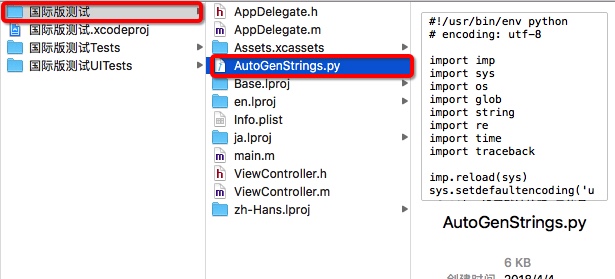 国际版测试
国际版测试.xcodeproj
国际版测试Tests
国际版测试UITests
AppDelegate.h
AppDelegate.m
Assets.xcassets
AutoGenStrings.py
Base.lproj
en.lproj
Info.plist
ja.lproj
main.m
ViewController.h
ViewController.m
zh-Hans.lproj
#!/usr/bin/env python
# encoding: utf-8
import imp
import sys
import os
import glob
import string
import re
import time
import traceback
imp.reload(sys)
sys.setdefaultencoding('u
AutoGenStrings.py
6 KB
创建时间 2018/4/4